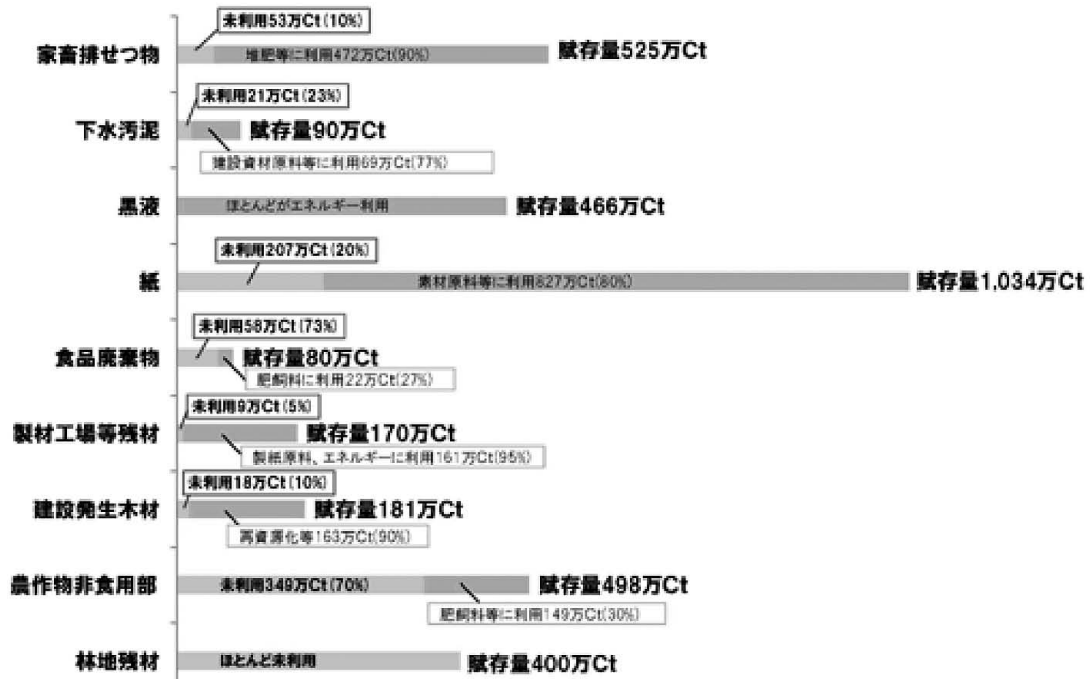 未利用53万Ct(10%)
家畜排せつ物
堆肥等に利用472万Ct(90%)
賦存量525万Ct
未利用21万Ct(23%)
下水汚泥
賦存量90万Ct
建設資材原料等に利用69万Ct(77%)
黒液
ほとんどがエネルギー利用
賦存量466万Ct
未利用207万Ct(20%)
紙
素材原料等に利用827万Ct(80%)
賦存量1,034万Ct
未利用58万Ct(73%)
食品廃棄物
賦存量80万Ct
肥飼料に利用22万Ct(27%)
未利用9万Ct(5%)
製材工場等残材
賦存量170万Ct
製紙原料、エネルギーに利用161万Ct(95%)
未利用18万Ct(10%)
建設発生木材
賦存量181万Ct
再資源化等163万Ct(90%)
農作物非食用部
未利用349万Ct(70%)
賦存量498万Ct
肥飼料等に利用149万Ct(30%)
林地残材
ほとんど未利用
賦存量400万Ct